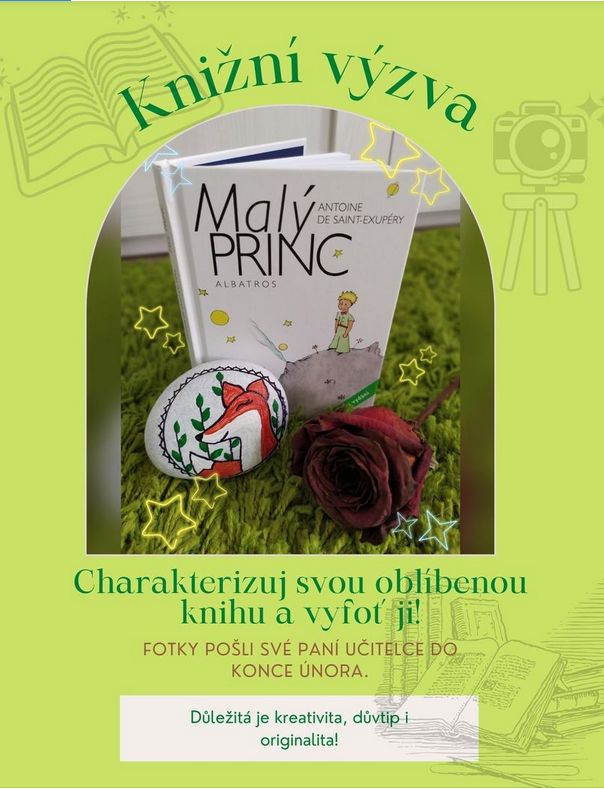 Knižní výzva
Malý
ANTOINE
DE SAINT-EXUPÉRY
PRINC
ALBATROS
vydání
Charakterizuj svou oblíbenou
knihu a vyfoť ji!
FOTKY POŠLI SVÉ PANÍ UČITELCE DO
KONCE ÚNORA.
Důležitá je kreativita, důvtip i
originalita!